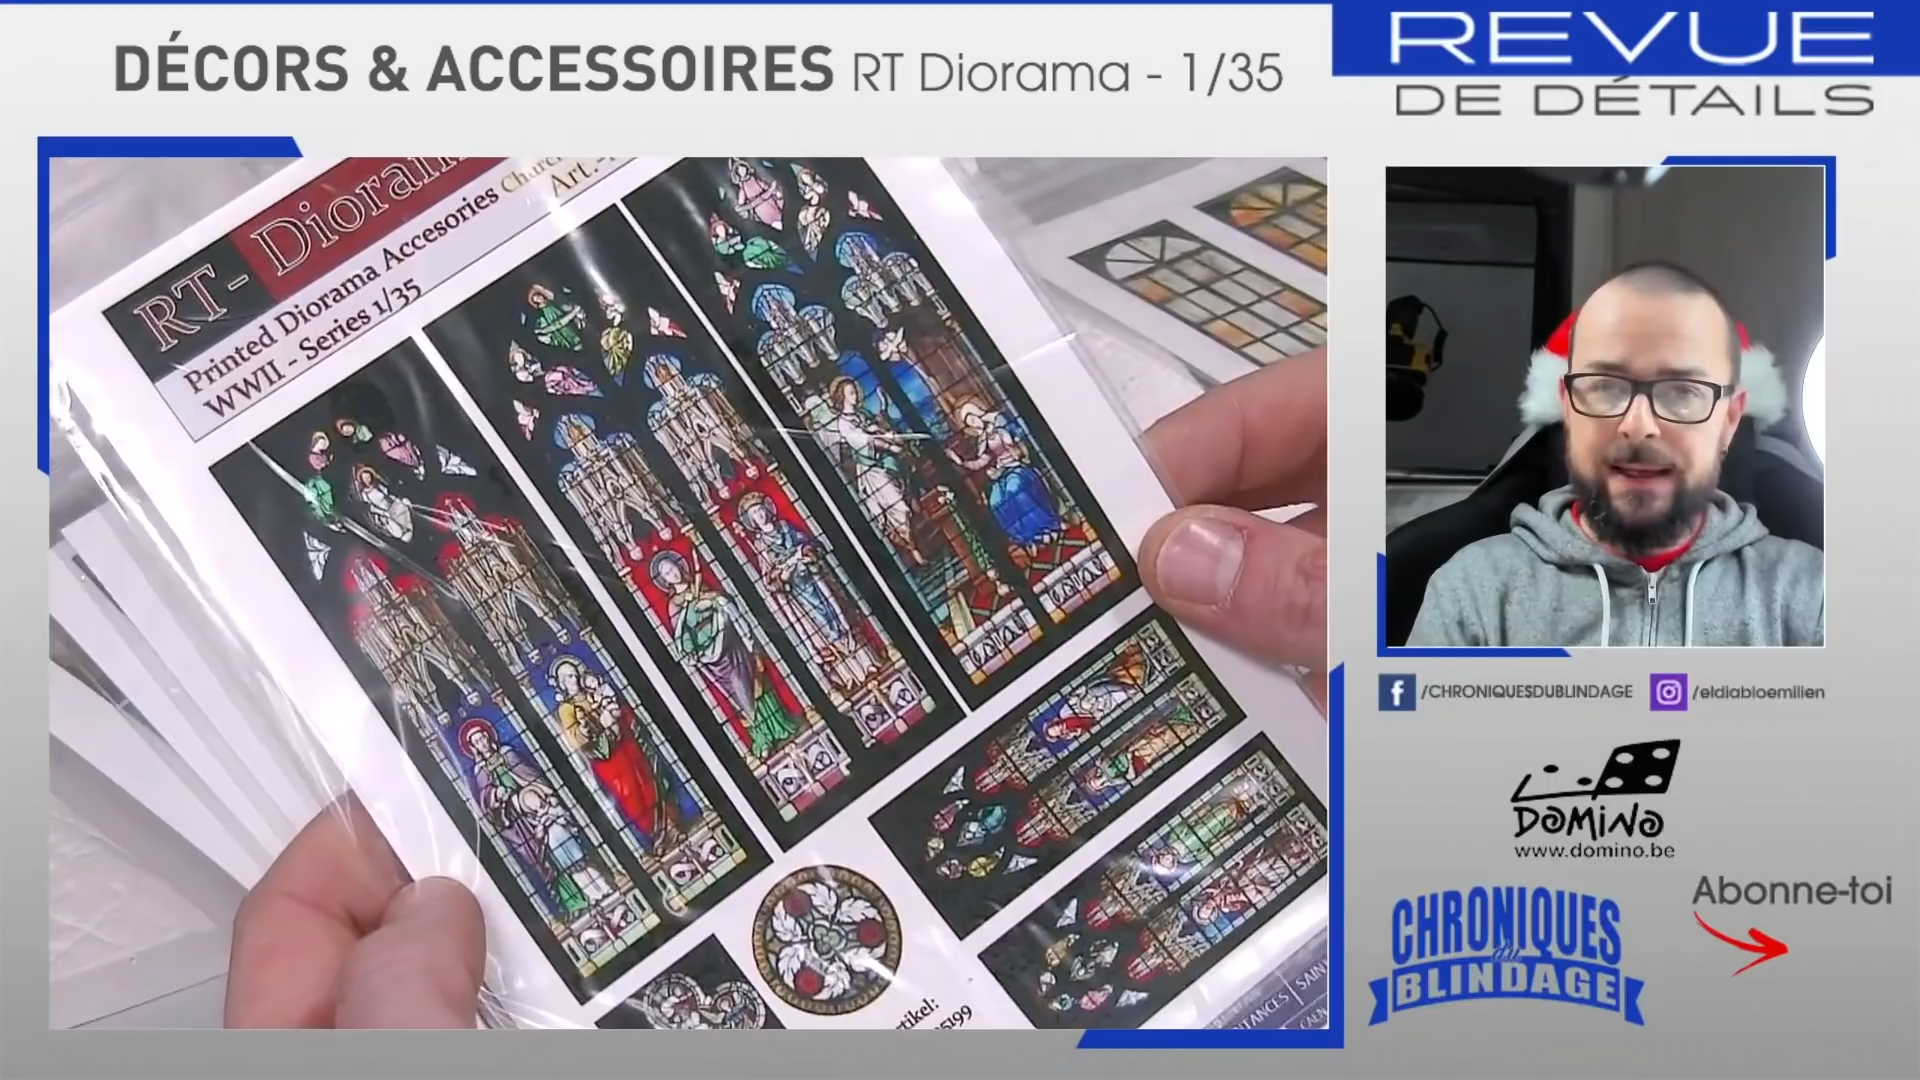 DÉCORS & ACCESSOIRES RT Diorama - 1/35
REVUE
DE DÉTAILS
RT-
Printed Diorama Accesories
WWII - Series 1/35
Art.
/CHRONIQUESDUBLINDAGE
/eldiabloemilien
DOMINO
www.domino.be
Abonne-toi
CHRONIQUES
du
BLINDAGE